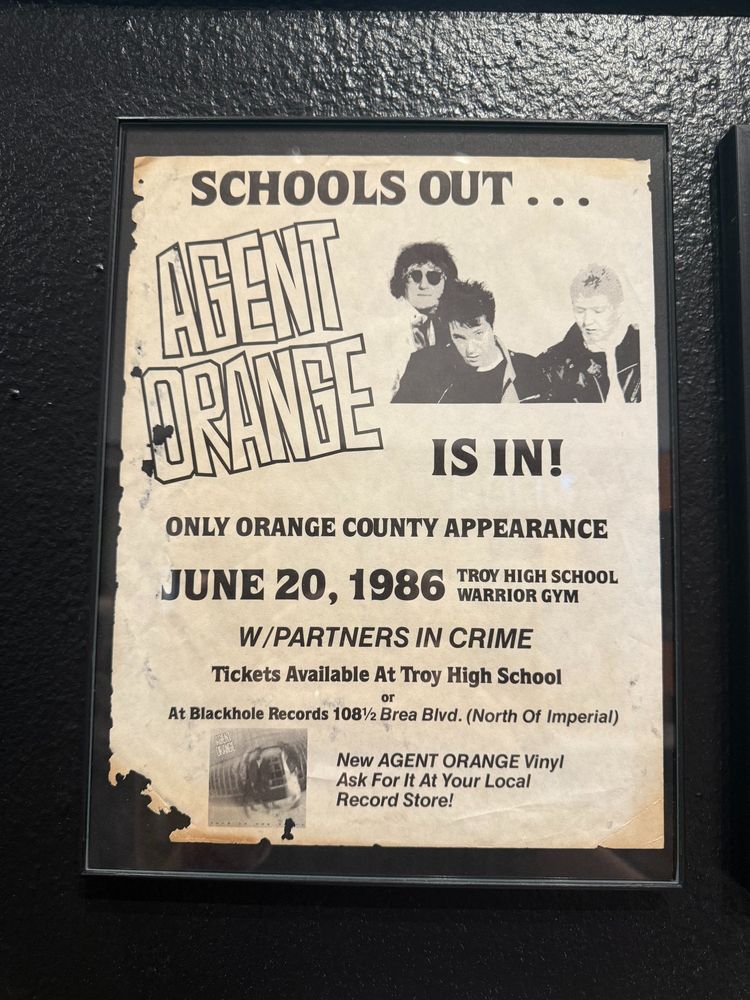 SCHOOLS OUT . . .
AGENT
ORANGE
IS IN!
ONLY ORANGE COUNTY APPEARANCE
JUNE 20, 1986 TROY HIGH SCHOOL
WARRIOR GYM
W/PARTNERS IN CRIME
Tickets Available At Troy High School
or
At Blackhole Records 108½ Brea Blvd. (North Of Imperial)
AGENT
ORANGE
New AGENT ORANGE Vinyl
Ask For It At Your Local
Record Store!